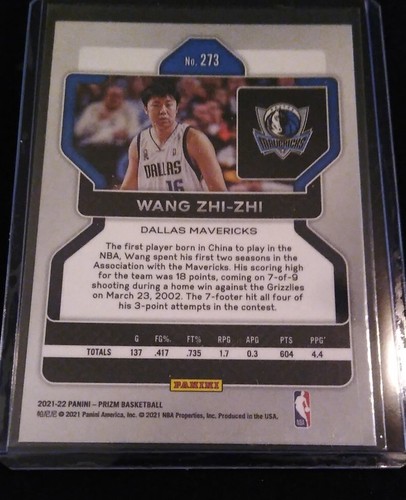 No. 273
MAVERICKS
DALLAS
16
WANG ZHI-ZHI
DALLAS MAVERICKS
The first player born in China to play in the
NBA, Wang spent his first two seasons in the
Association with the Mavericks. His scoring high
for the team was 18 points, coming on 7-of-9
shooting during a home win against the Grizzlies
on March 23, 2002. The 7-footer hit all four of
his 3-point attempts in the contest.
G FG% FT% RPG APG PTS PPG
TOTALS 137 .417 .735 1.7 0.3 604 4.4
PANINI
2021-22 PANINI – PRIZM BASKETBALL
帕尼尼 © 2021 Panini America, Inc. © 2021 NBA Properties, Inc. Produced in the USA.